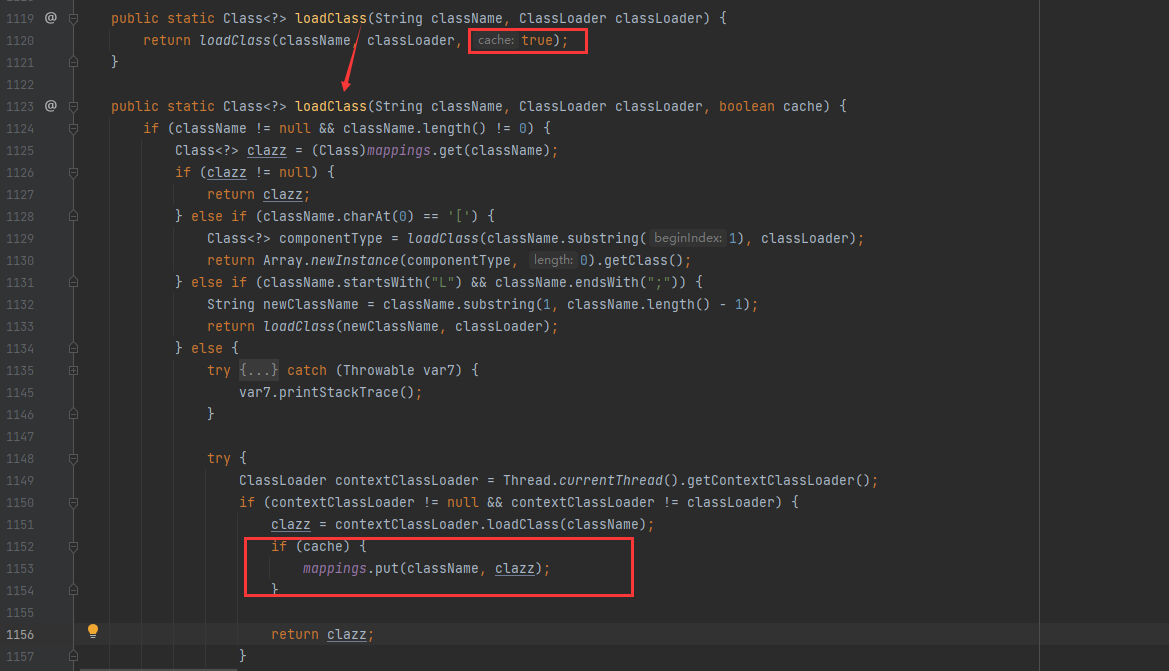 1119 @ public static Class<?> loadClass(String className, ClassLoader classLoader) {
1120 return loadClass(className, classLoader, cache: true);
1121 }
1122
1123 @ public static Class<?> loadClass(String className, ClassLoader classLoader, boolean cache) {
1124 if (className != null && className.length() != 0) {
1125 Class<?> clazz = (Class)mappings.get(className);
1126 if (clazz != null) {
1127 return clazz;
1128 } else if (className.charAt(0) == '[') {
1129 Class<?> componentType = loadClass(className.substring( beginIndex: 1), classLoader);
1130 return Array.newInstance(componentType, length: 0).getClass();
1131 } else if (className.startsWith("L") && className.endsWith(";")) {
1132 String newClassName = className.substring(1, className.length() - 1);
1133 return loadClass(newClassName, classLoader);
1134 } else {
1135 try {...} catch (Throwable var7) {
1145 var7.printStackTrace();
1146 }
1147
1148 try {
1149 ClassLoader contextClassLoader = Thread.currentThread().getContextClassLoader();
1150 if (contextClassLoader != null && contextClassLoader != classLoader) {
1151 clazz = contextClassLoader.loadClass(className);
1152 if (cache) {
1153 mappings.put(className, clazz);
1154 }
1155
1156 return clazz;
1157 }